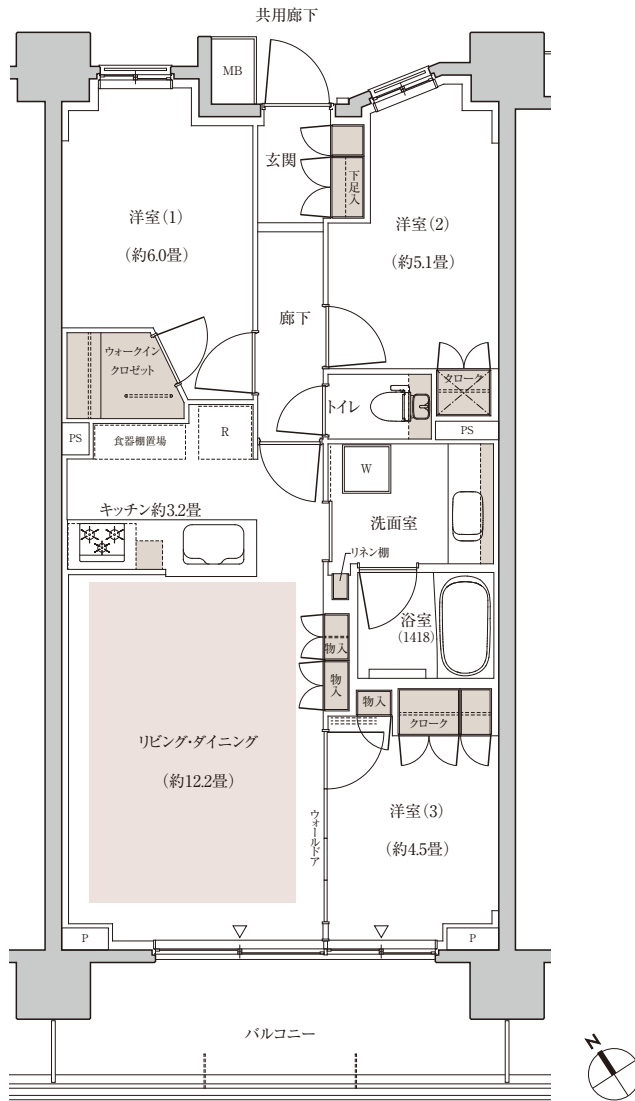 共用廊下
MB
玄関
下足入
洋室(1)
(約6.0畳)
洋室(2)
(約5.1畳)
廊下
ウォークイン
クロゼット
トイレ
クローク
PS
食器棚置場
R
PS
W
キッチン約3.2畳
洗面室
リネン棚
浴室
(1418)
物入
物入
物入
クローク
リビング・ダイニング
(約12.2畳)
ウォールドア
洋室(3)
(約4.5畳)
P
P
バルコニー
N